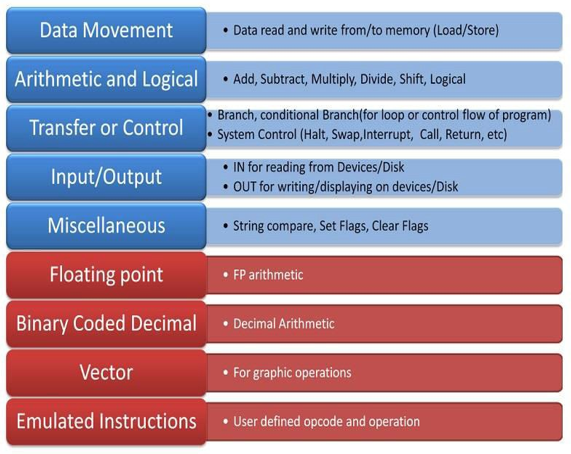 Data Movement
• Data read and write from/to memory (Load/Store)
Arithmetic and Logical
• Add, Subtract, Multiply, Divide, Shift, Logical
Transfer or Control
• Branch, conditional Branch(for loop or control flow of program)
• System Control (Halt, Swap,Interrupt, Call, Return, etc)
Input/Output
• IN for reading from Devices/Disk
• OUT for writing/displaying on devices/Disk
Miscellaneous
• String compare, Set Flags, Clear Flags
Floating point
• FP arithmetic
Binary Coded Decimal
• Decimal Arithmetic
Vector
• For graphic operations
Emulated Instructions
• User defined opcode and operation